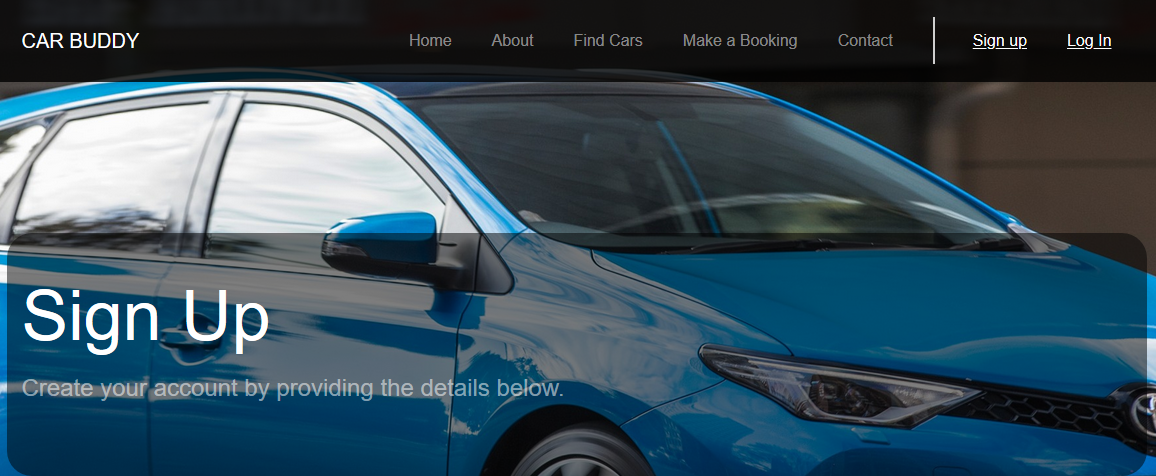 CAR BUDDY Home About Find Cars Make a Booking Contact Sign up Log In
Sign Up
Create your account by providing the details below.